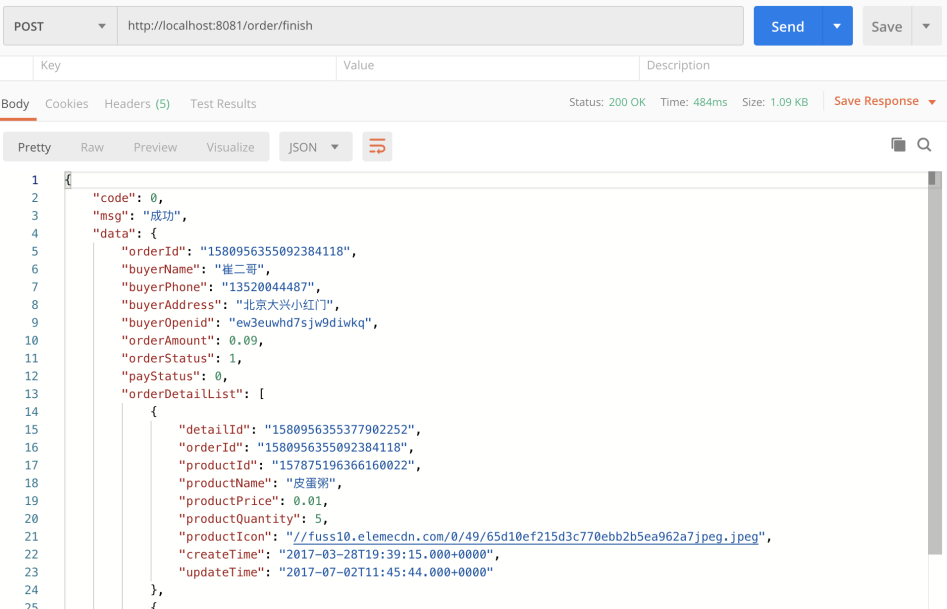 POST http://localhost:8081/order/finish Send Save
Key Value Description
Body Cookies Headers (5) Test Results Status: 200 OK Time: 484ms Size: 1.09 KB Save Response
Pretty Raw Preview Visualize JSON
1 {
2 "code": 0,
3 "msg": "成功",
4 "data": {
5 "orderId": "1580956355092384118",
6 "buyerName": "崔二哥",
7 "buyerPhone": "13520044487",
8 "buyerAddress": "北京大兴小红门",
9 "buyerOpenid": "ew3euwhd7sjw9diwkq",
10 "orderAmount": 0.09,
11 "orderStatus": 1,
12 "payStatus": 0,
13 "orderDetailList": [
14 {
15 "detailId": "1580956355377902252",
16 "orderId": "1580956355092384118",
17 "productId": "157875196366160022",
18 "productName": "皮蛋粥",
19 "productPrice": 0.01,
20 "productQuantity": 5,
21 "productIcon": "//fuss10.elemecdn.com/0/49/65d10ef215d3c770ebb2b5ea962a7jpeg.jpeg",
22 "createTime": "2017-03-28T19:39:15.000+0000",
23 "updateTime": "2017-07-02T11:45:44.000+0000"
24 },
25 {